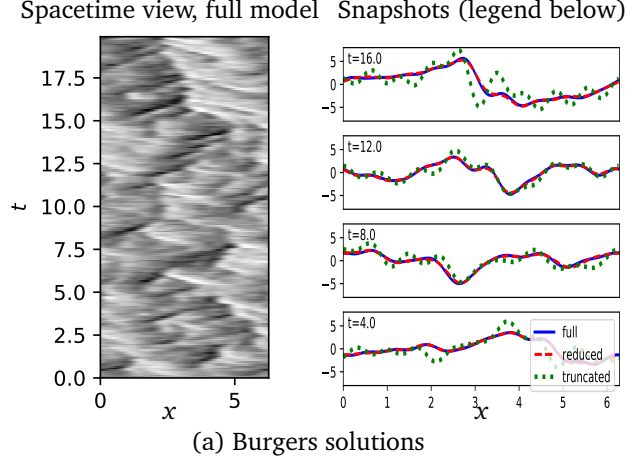 Spacetime view, full model
Snapshots (legend below)
t
17.5
15.0
12.5
10.0
7.5
5.0
2.5
0.0
0
5
x
t=16.0
5
0
−5
t=12.0
5
0
−5
t=8.0
5
0
−5
t=4.0
5
0
−5
full
reduced
truncated
0 1 2 3 4 5 6
x
(a) Burgers solutions